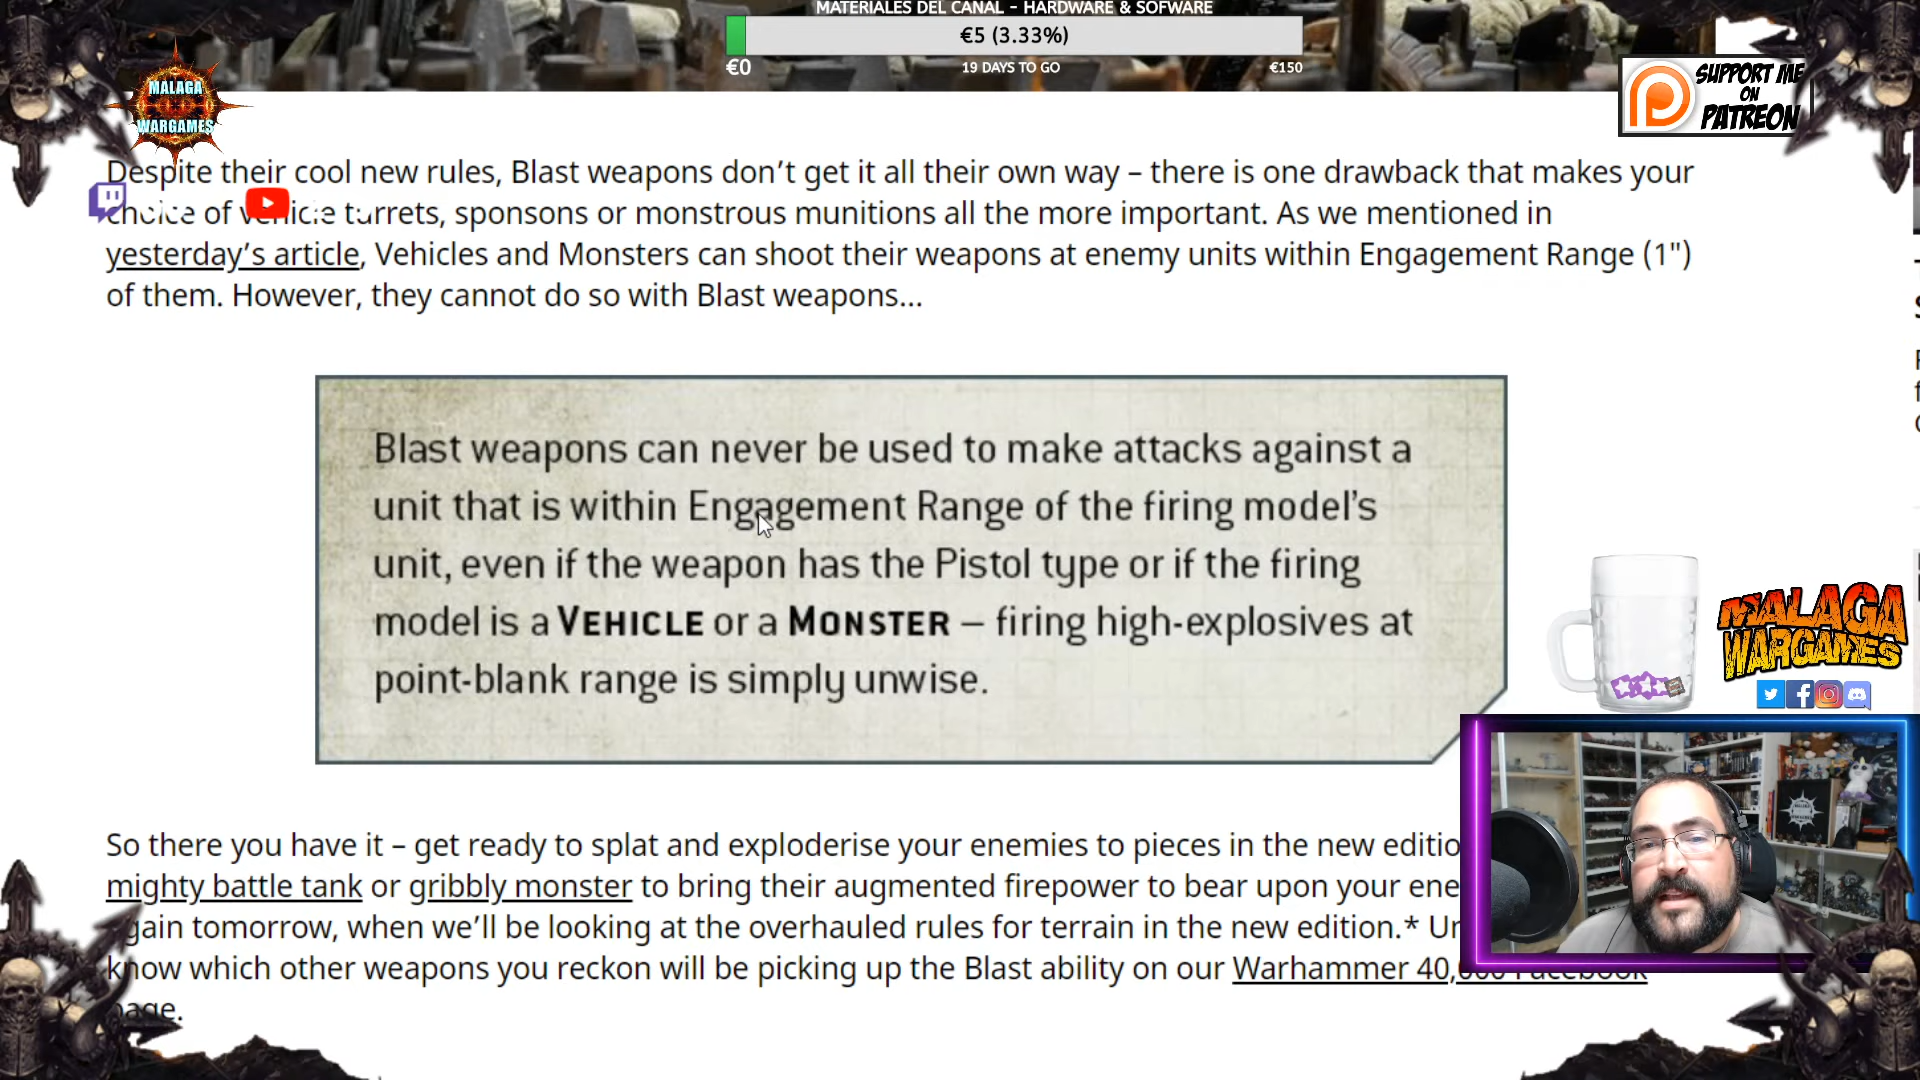 MATERIALES DEL CANAL - HARDWARE & SOFWARE
€5 (3.33%)
€0
19 DAYS TO GO
€150
MALAGA
WARGAMES
SUPPORT ME
ON
PATREON
Despite their cool new rules, Blast weapons don’t get it all their own way – there is one drawback that makes your
choice of vehicle turrets, sponsons or monstrous munitions all the more important. As we mentioned in
yesterday’s article, Vehicles and Monsters can shoot their weapons at enemy units within Engagement Range (1")
of them. However, they cannot do so with Blast weapons…
Blast weapons can never be used to make attacks against a
unit that is within Engagement Range of the firing model’s
unit, even if the weapon has the Pistol type or if the firing
model is a VEHICLE or a MONSTER – firing high-explosives at
point-blank range is simply unwise.
MALAGA
WARGAMES
So there you have it – get ready to splat and exploderise your enemies to pieces in the new editio
mighty battle tank or gribbly monster to bring their augmented firepower to bear upon your ene
again tomorrow, when we’ll be looking at the overhauled rules for terrain in the new edition.* Un
know which other weapons you reckon will be picking up the Blast ability on our Warhammer 40,000 Facebook
page.